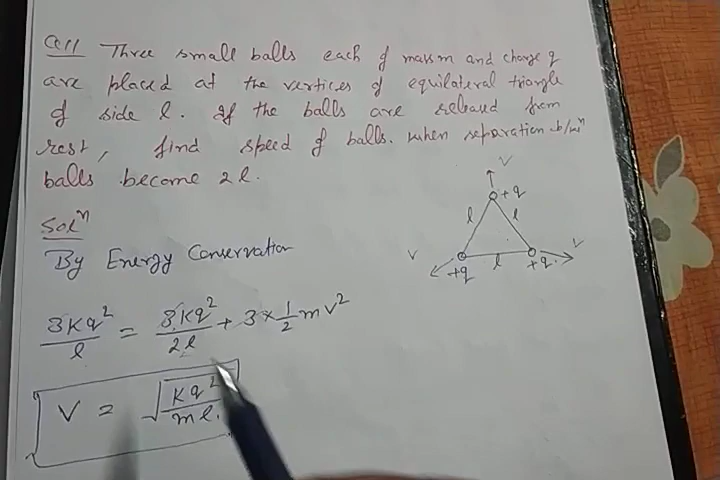 Q11 Three small balls each of mass m and charge q
are placed at the vertices of equilateral triangle
of side l. If the balls are released from
rest, find speed of balls. when separation b/wⁿ
balls become 2l.
Solⁿ
By Energy Conservation
3Kq²/l = 3Kq²/2l + 3×1/2 mv²
V = √(Kq²/ml)
V
+q
l l
V +q l +q V